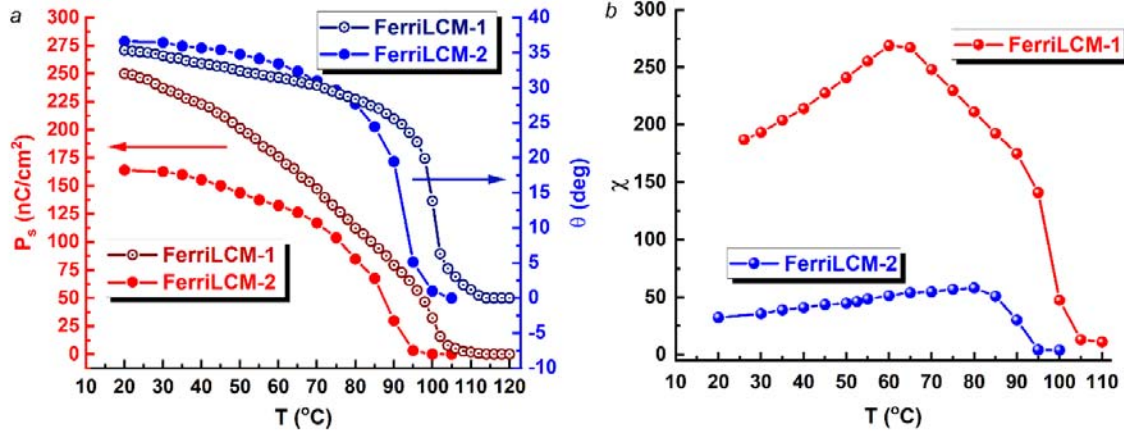 a
300
275
250
225
200
175
150
125
100
75
50
25
0
P_s (nC/cm²)
FerriLCM-1
FerriLCM-2
FerriLCM-1
FerriLCM-2
40
35
30
25
20
15
10
5
0
-5
-10
θ (deg)
10 20 30 40 50 60 70 80 90 100 110 120
T (°C)
b
300
250
200
150
100
50
0
χ
FerriLCM-1
FerriLCM-2
10 20 30 40 50 60 70 80 90 100 110
T (°C)